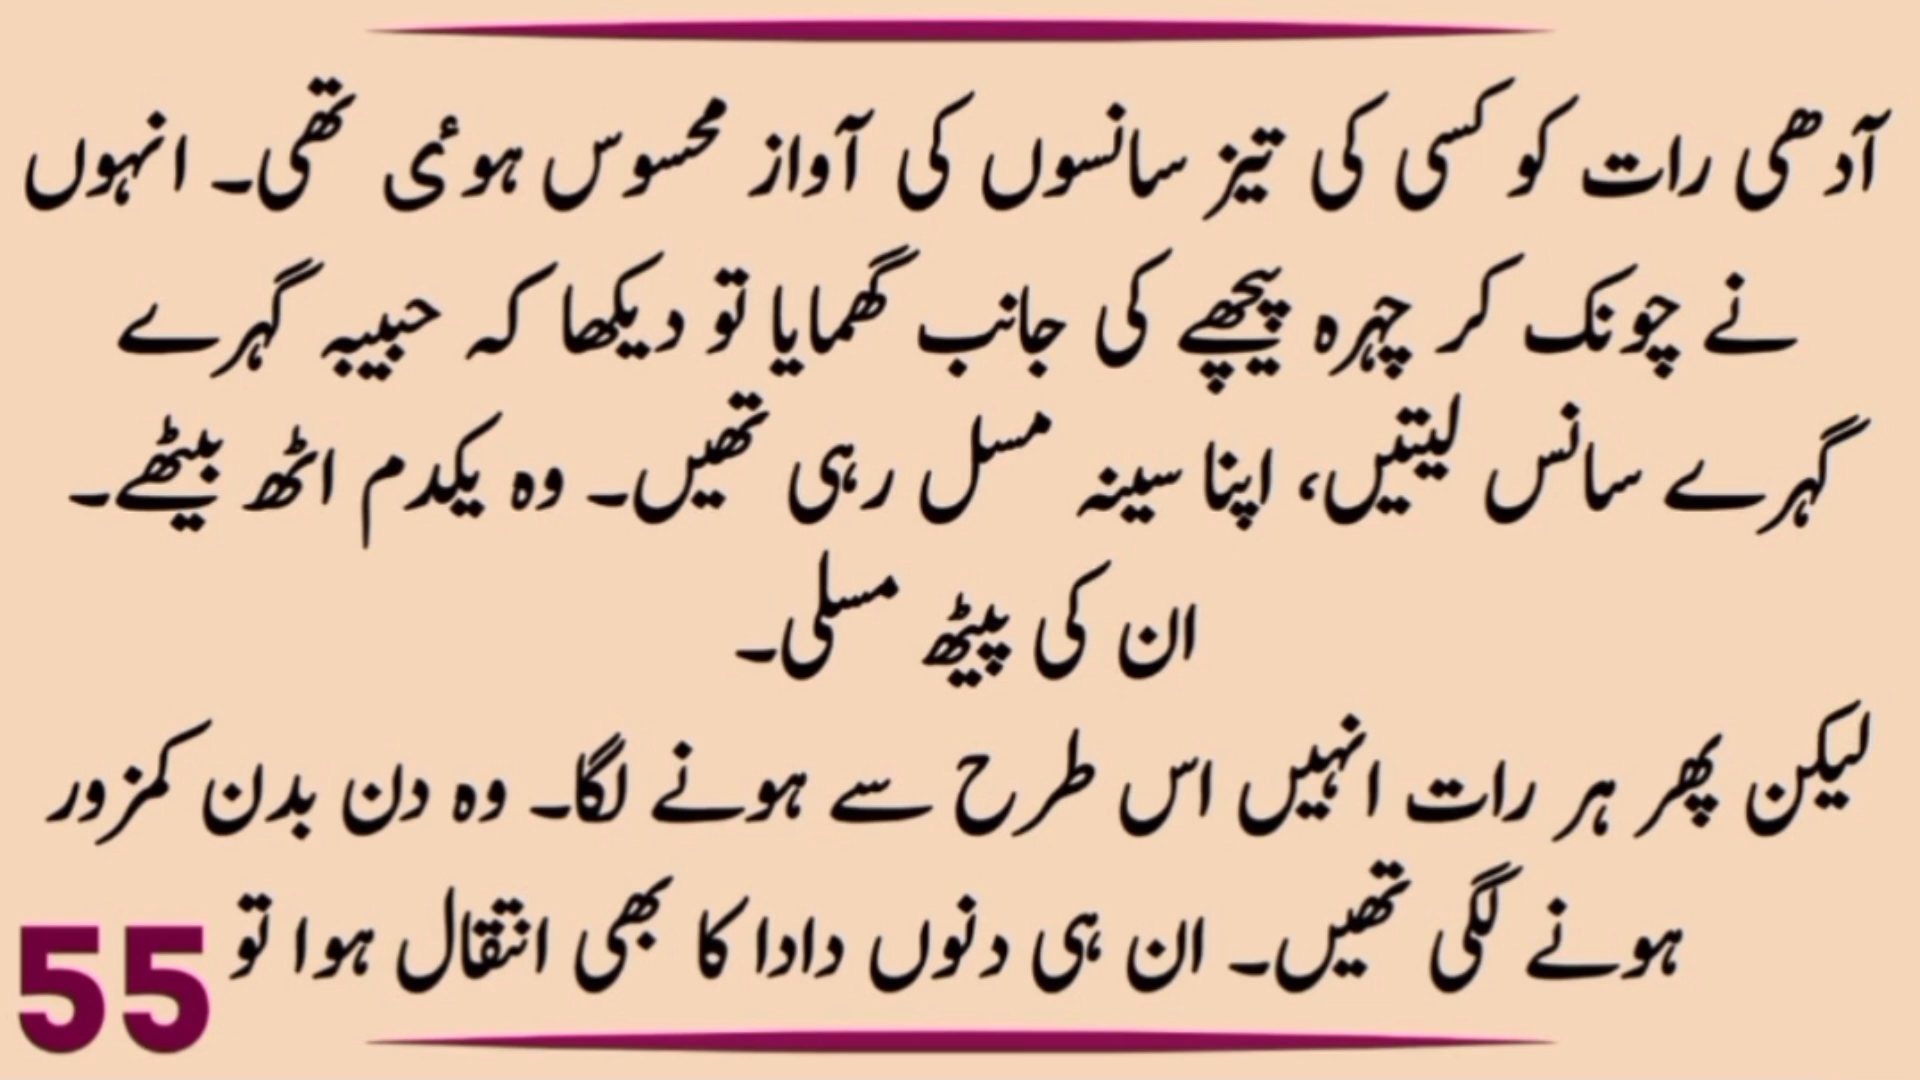 آدھی رات کو کسی کی تیز سانسوں کی آواز محسوس ہوئی تھی۔ انہوں
نے چونک کر چہرہ پیچھے کی جانب گھمایا تو دیکھا کہ حبیبہ گہرے
گہرے سانس لیتیں، اپنا سینہ مسل رہی تھیں۔ وہ یکدم اٹھ بیٹھے۔
ان کی پیٹھ مسلی۔
لیکن پھر ہر رات انہیں اس طرح سے ہونے لگا۔ وہ دن بدن کمزور
ہونے لگی تھیں۔ ان ہی دنوں دادا کا بھی انتقال ہوا تو
55